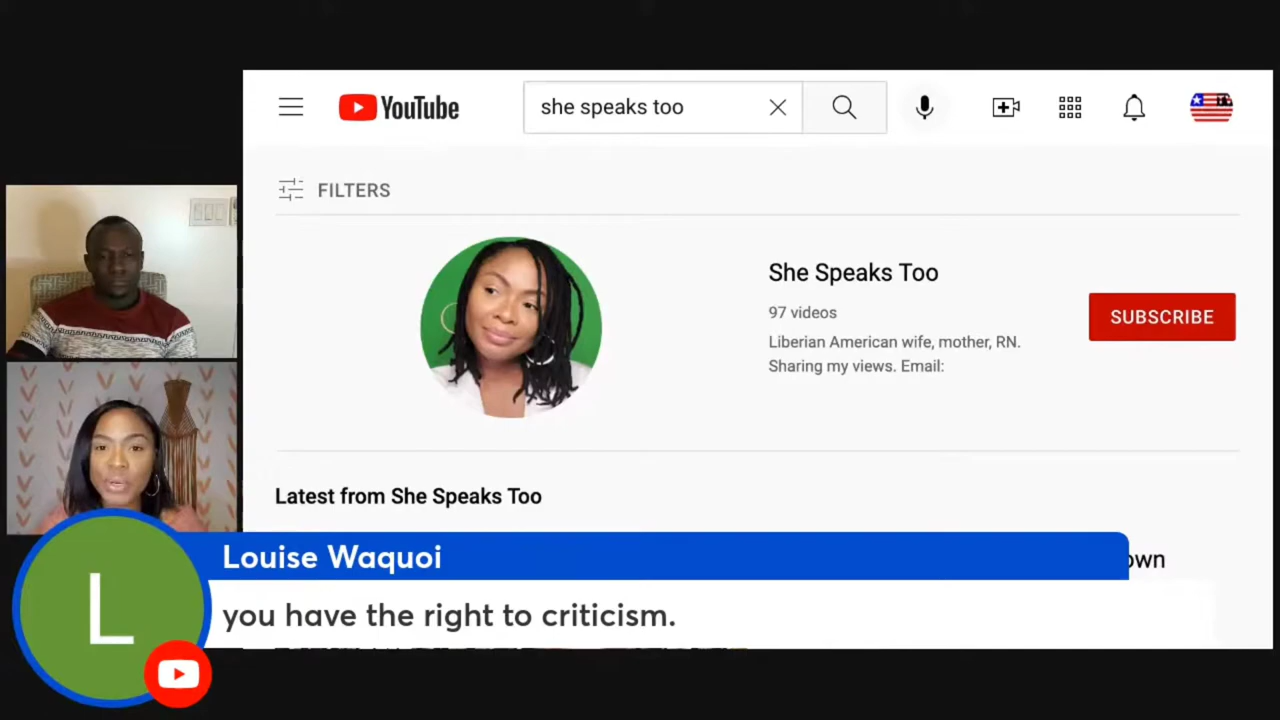 YouTube
she speaks too
FILTERS
She Speaks Too
97 videos
Liberian American wife, mother, RN.
Sharing my views. Email:
SUBSCRIBE
Latest from She Speaks Too
own
L
Louise Waquoi
you have the right to criticism.